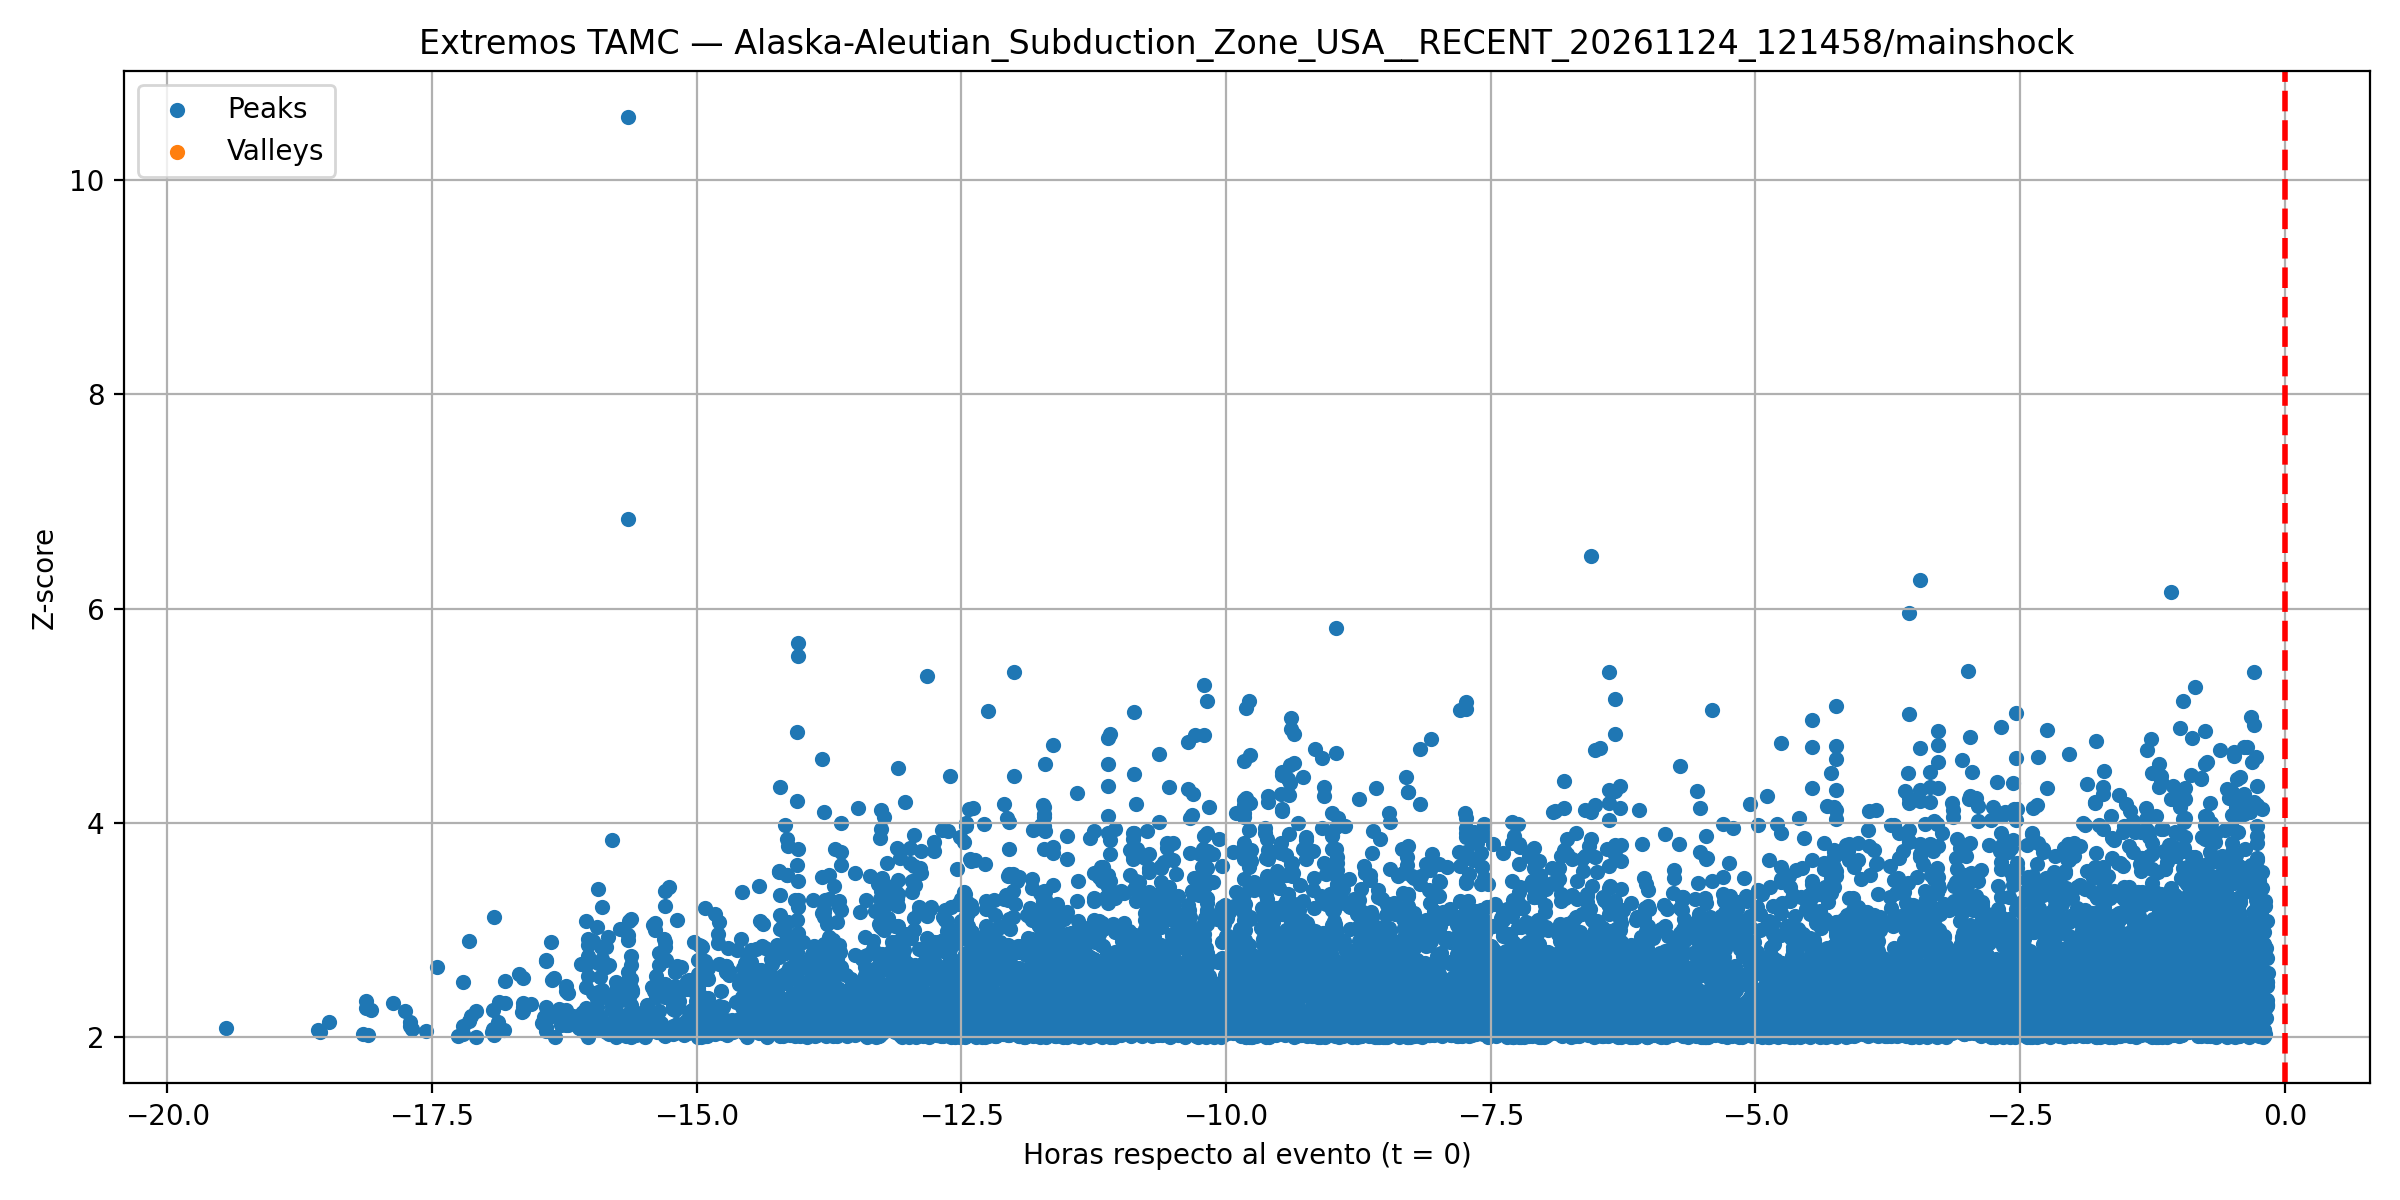 Extremos TAMC — Alaska-Aleutian_Subduction_Zone_USA__RECENT_20261124_121458/mainshock
Peaks
Valleys
Z-score
10
8
6
4
2
−20.0 −17.5 −15.0 −12.5 −10.0 −7.5 −5.0 −2.5 0.0
Horas respecto al evento (t = 0)